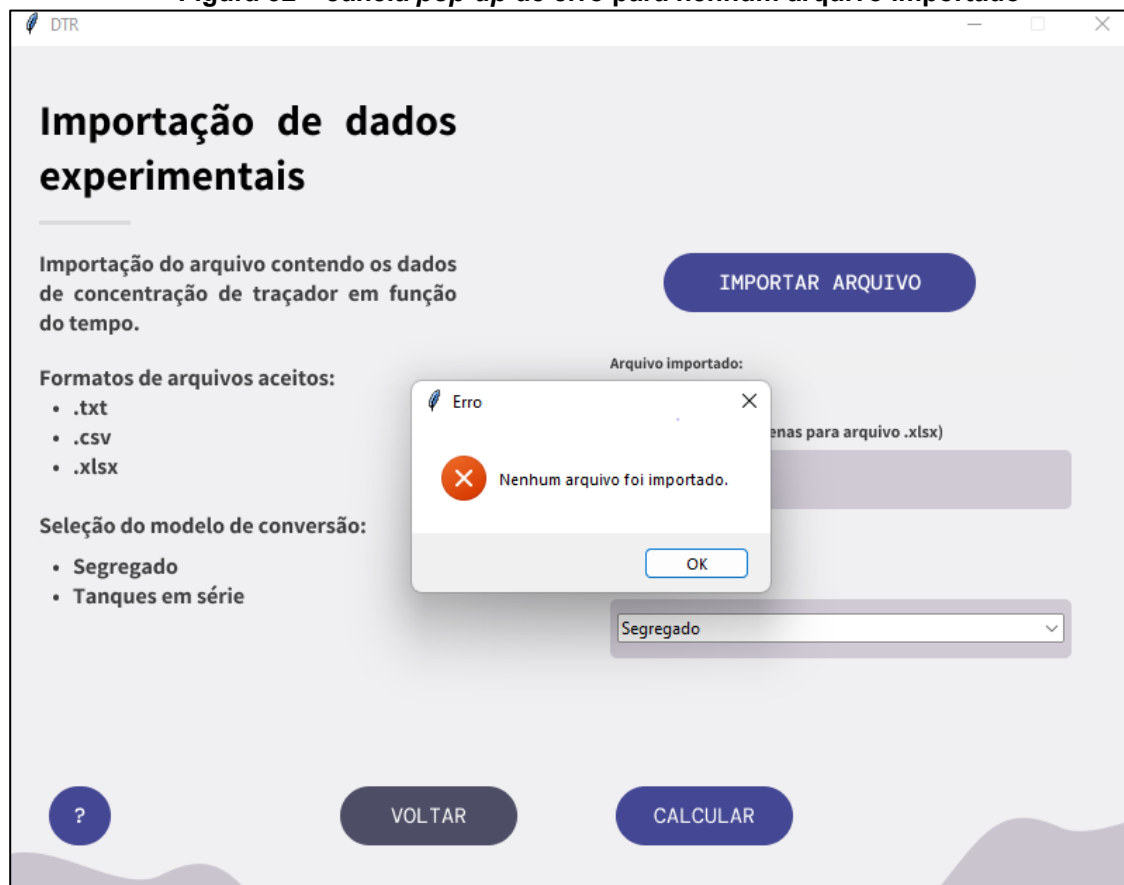 DTR
Importação de dados
experimentais
Importação do arquivo contendo os dados
de concentração de traçador em função
do tempo.
Formatos de arquivos aceitos:
• .txt
• .csv
• .xlsx
Seleção do modelo de conversão:
• Segregado
• Tanques em série
IMPORTAR ARQUIVO
Arquivo importado:
para arquivo .xlsx)
Erro
Nenhum arquivo foi importado.
OK
Segregado
?
VOLTAR
CALCULAR